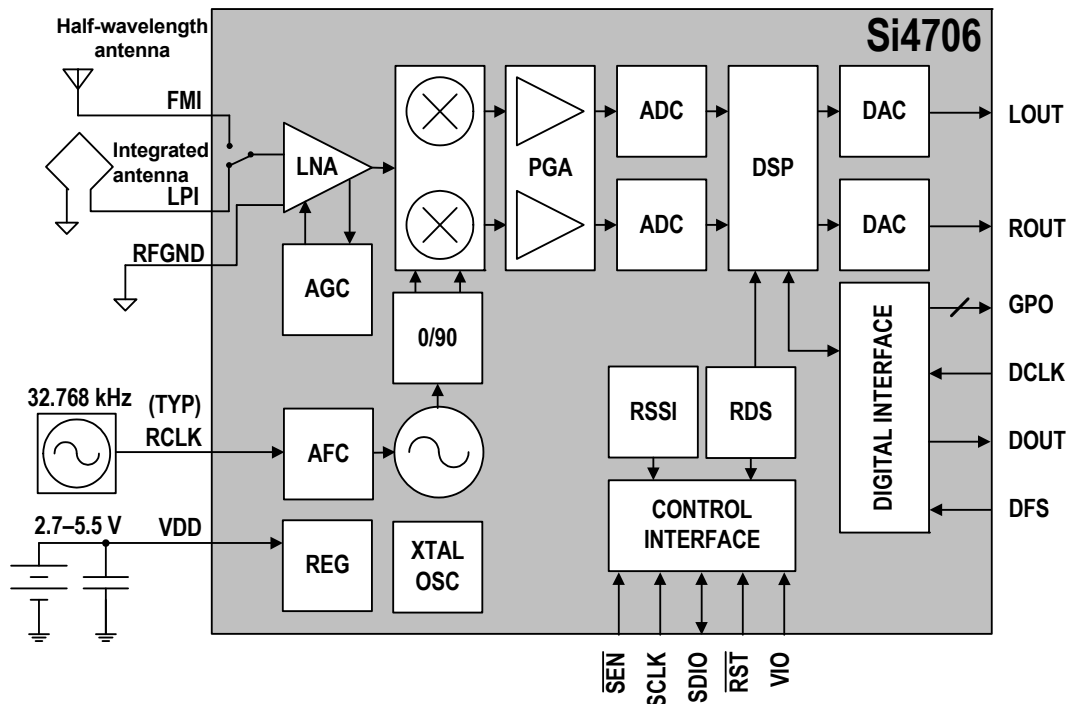 Half-wavelength
antenna
Si4706
FMI
Integrated
antenna
LPI
RFGND
LNA
AGC
PGA
ADC
ADC
DSP
DAC
DAC
LOUT
ROUT
0/90
GPO
DCLK
DOUT
DFS
DIGITAL INTERFACE
32.768 kHz
(TYP)
RCLK
AFC
RSSI
RDS
CONTROL
INTERFACE
2.7–5.5 V
VDD
REG
XTAL
OSC
SEN
SCLK
SDIO
RST
VIO